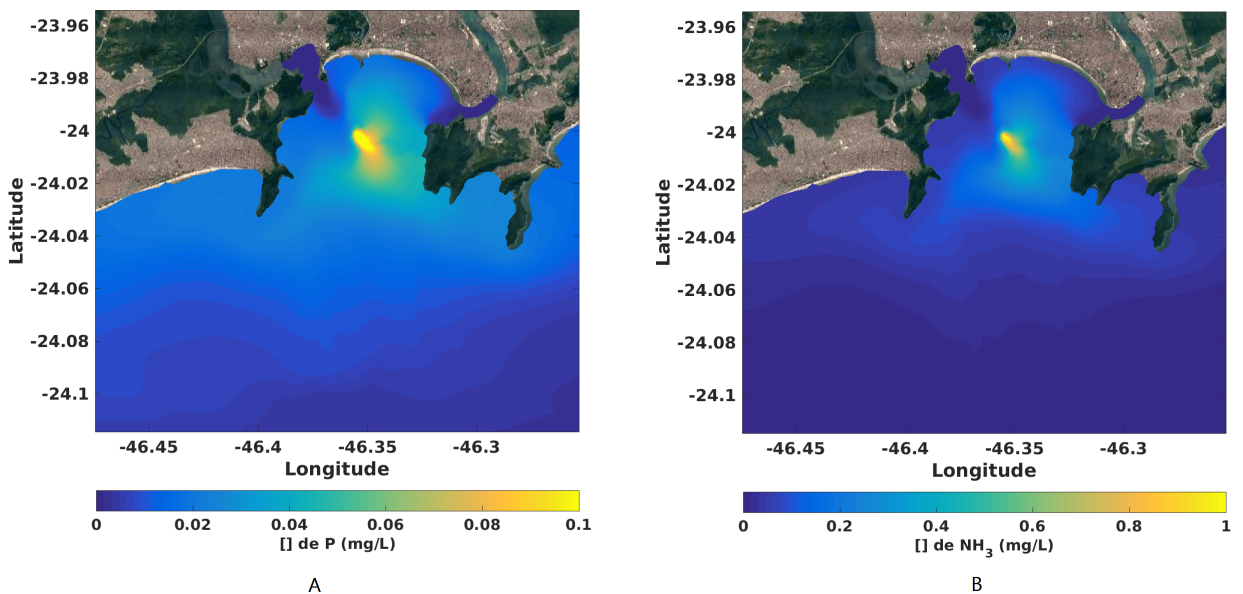 -23.96
-23.98
-24
-24.02
-24.04
-24.06
-24.08
-24.1
Latitude
-46.45 -46.4 -46.35 -46.3
Longitude
0 0.02 0.04 0.06 0.08 0.1
[] de P (mg/L)
A
-23.96
-23.98
-24
-24.02
-24.04
-24.06
-24.08
-24.1
Latitude
-46.45 -46.4 -46.35 -46.3
Longitude
0 0.2 0.4 0.6 0.8 1
[] de NH3 (mg/L)
B